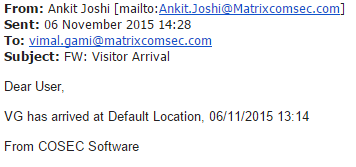 From: Ankit Joshi [mailto:Ankit.Joshi@Matrixcomsec.com]
Sent: 06 November 2015 14:28
To: vimal.gami@matrixcomsec.com
Subject: FW: Visitor Arrival
Dear User,
VG has arrived at Default Location, 06/11/2015 13:14
From COSEC Software